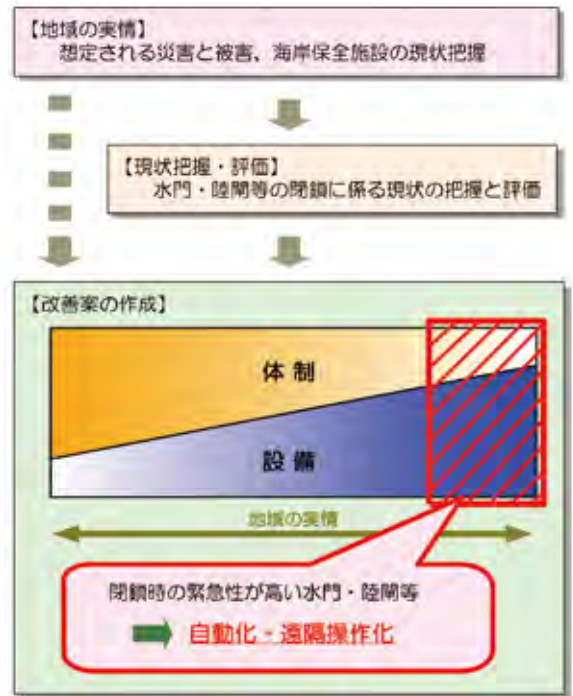 【地域の実情】
想定される災害と被害、海岸保全施設の現状把握
【現状把握・評価】
水門・陸閘等の閉鎖に係る現状の把握と評価
【改善案の作成】
体制
設備
地域の実情
閉鎖時の緊急性が高い水門・陸閘等
自動化・遠隔操作化